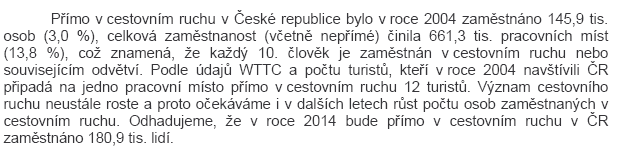 Přímo v cestovním ruchu v České republice bylo v roce 2004 zaměstnáno 145,9 tis.
osob (3,0 %), celková zaměstnanost (včetně nepřímé) činila 661,3 tis. pracovních míst
(13,8 %), což znamená, že každý 10. člověk je zaměstnán v cestovním ruchu nebo
souvisejícím odvětví. Podle údajů WTTC a počtu turistů, kteří v roce 2004 navštívili ČR
připadá na jedno pracovní místo přímo v cestovním ruchu 12 turistů. Význam cestovního
ruchu neustále roste a proto očekáváme i v dalších letech růst počtu osob zaměstnaných v
cestovním ruchu. Odhadujeme, že v roce 2014 bude přímo v cestovním ruchu v ČR
zaměstnáno 180,9 tis. lidí.